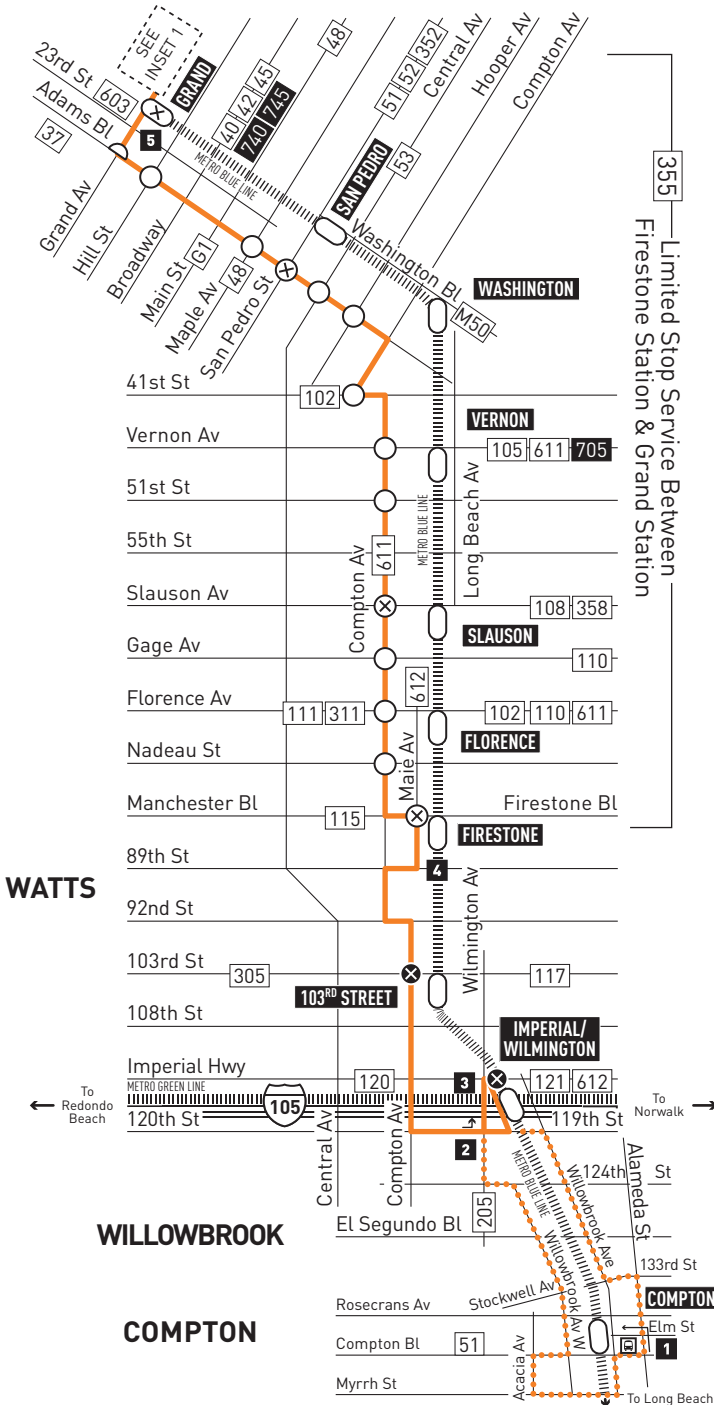 SEE
INSET 1
23rd St
603
Adams Bl
37
GRAND
5
40
42
45
740
745
48
51
52
352
Central Av
Hooper Av
Compton Av
53
METRO BLUE LINE
SAN PEDRO
Washington Bl
WASHINGTON
M50
Grand Av
Hill St
Broadway
Main St
G1
Maple Av
48
San Pedro St
355
Limited Stop Service Between
Firestone Station & Grand Station
41st St
102
VERNON
Vernon Av
105
611
705
51st St
55th St
611
Compton Av
METRO BLUE LINE
Long Beach Av
Slauson Av
108
358
SLAUSON
Gage Av
110
612
Florence Av
111
311
102
110
611
FLORENCE
Maie Av
Nadeau St
Manchester Bl
115
Firestone Bl
FIRESTONE
89th St
4
WATTS
92nd St
Wilmington Av
103rd St
305
117
103RD STREET
108th St
IMPERIAL/
WILMINGTON
Imperial Hwy
METRO GREEN LINE
120
3
121
612
To
Redondo
Beach
105
To
Norwalk
120th St
119th St
2
Central Av
Compton Av
METRO BLUE LINE
Willowbrook Ave
124th St
Alameda St
205
WILLOWBROOK
El Segundo Bl
Willowbrook Av W
133rd St
Stockwell Av
COMPTON
Rosecrans Av
COMPTON
Elm St
Compton Bl
51
1
Acacia Av
Myrrh St
To Long Beach